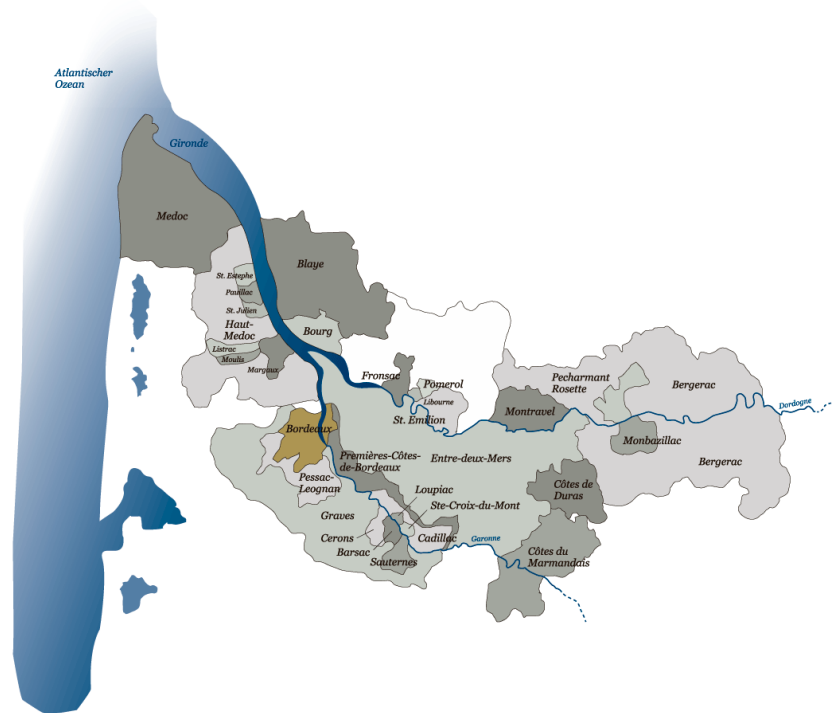 Atlantischer
Ozean
Gironde
Medoc
Blaye
St. Estephe
Pauillac
St. Julien
Haut-
Medoc
Bourg
Listrac
Moulis
Margaux
Fronsac
Pomerol
Libourne
St. Emilion
Pecharmant
Rosette
Bergerac
Dordogne
Montravel
Monbazillac
Bergerac
Bordeaux
Premières-Côtes-
de-Bordeaux
Entre-deux-Mers
Pessac-
Leognan
Loupiac
Côtes de
Duras
Ste-Croix-du-Mont
Graves
Cerons
Barsac
Cadillac
Garonne
Sauternes
Côtes du
Marmandais